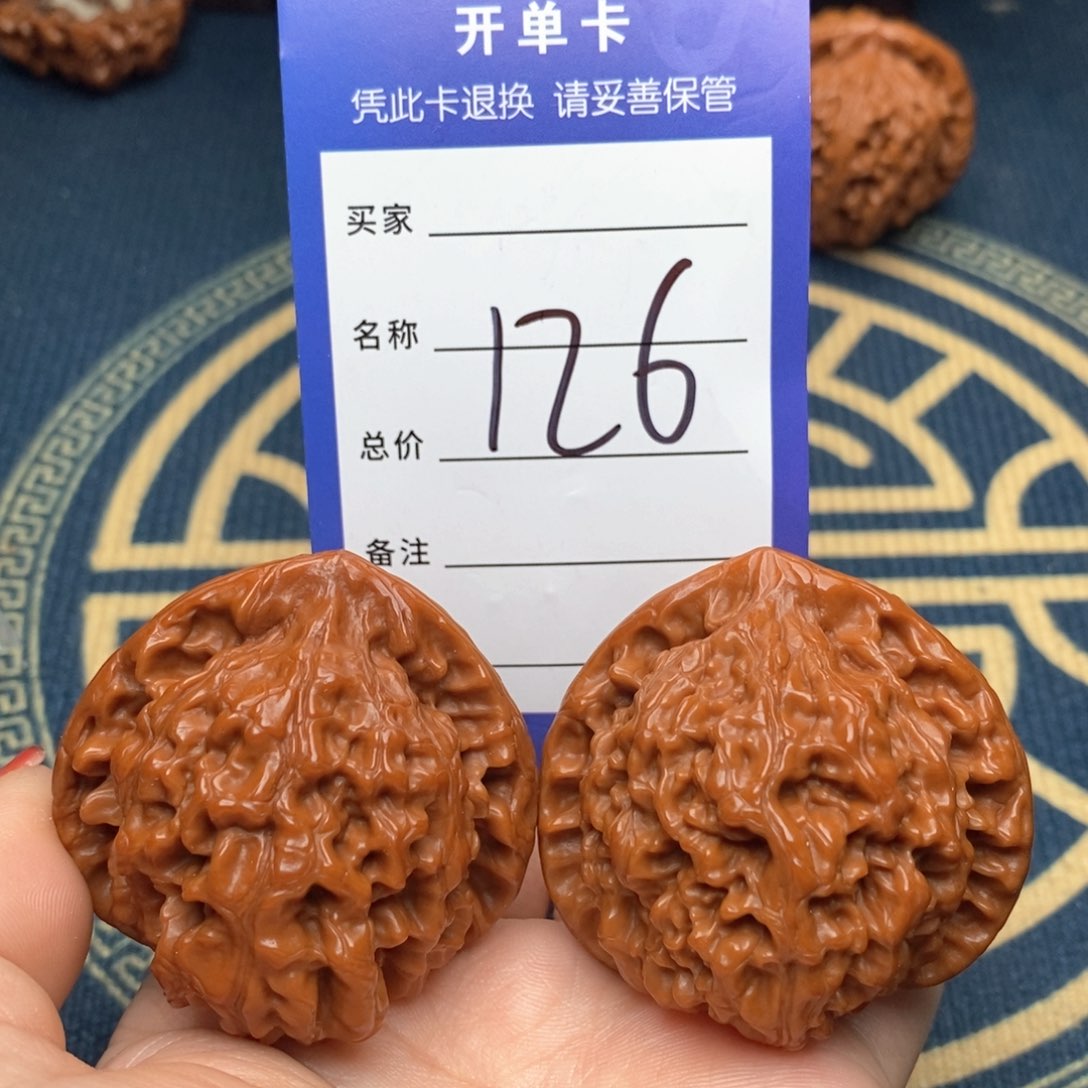 开单卡
凭此卡退换 请妥善保管
买家
名称
126
总价
备注